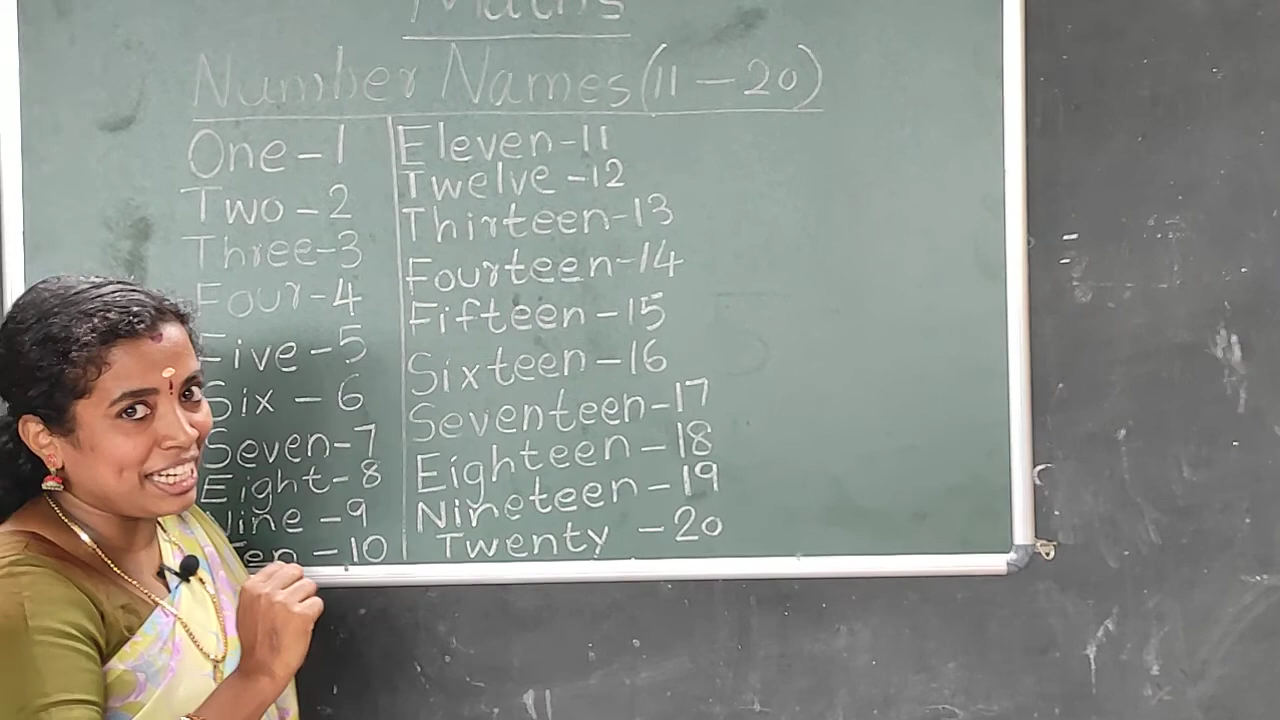 Maths
Number Names (11 - 20)
One - 1
Two - 2
Three - 3
Four - 4
Five - 5
Six - 6
Seven - 7
Eight - 8
Nine - 9
Ten - 10
Eleven - 11
Twelve - 12
Thirteen - 13
Fourteen - 14
Fifteen - 15
Sixteen - 16
Seventeen - 17
Eighteen - 18
Nineteen - 19
Twenty - 20